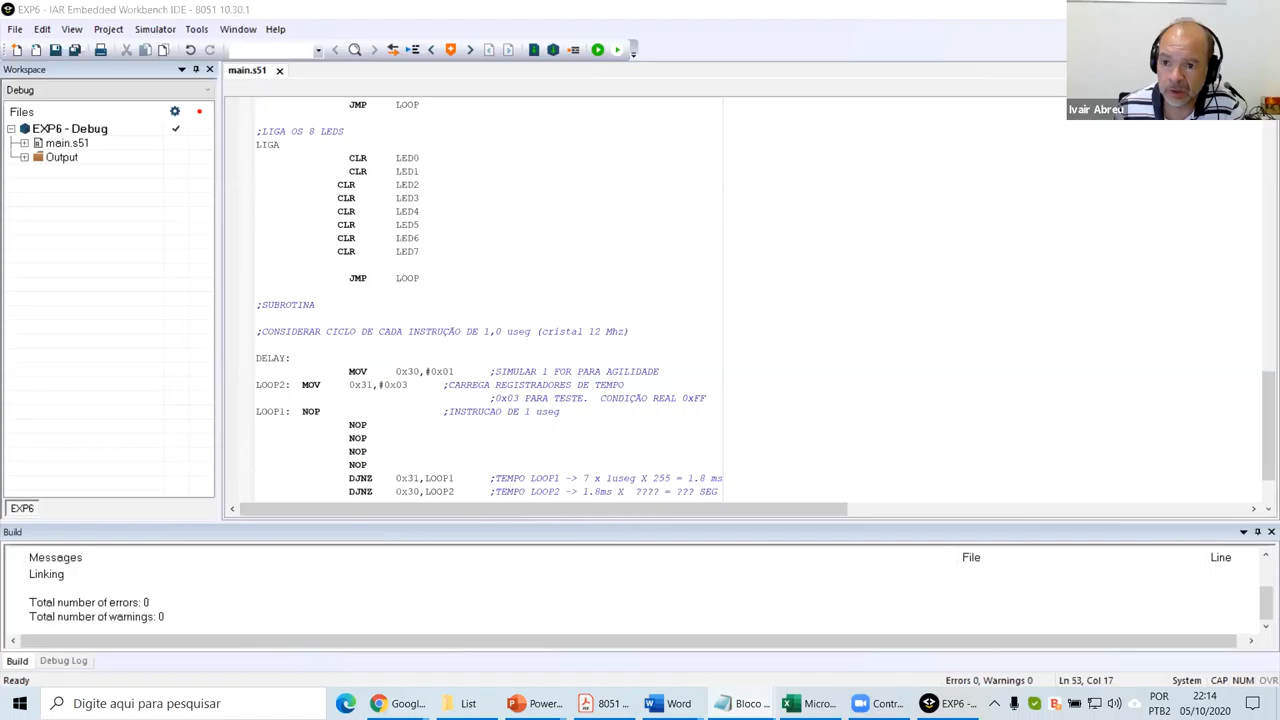 EXP6 - IAR Embedded Workbench IDE - 8051 10.30.1
File Edit View Project Simulator Tools Window Help
Workspace
main.s51
Debug
Files
EXP6 - Debug
main.s51
Output
EXP6
JMP LOOP
;LIGA OS 8 LEDS
LIGA
CLR LED0
CLR LED1
CLR LED2
CLR LED3
CLR LED4
CLR LED5
CLR LED6
CLR LED7
JMP LOOP
;SUBROTINA
;CONSIDERAR CICLO DE CADA INSTRUÇÃO DE 1,0 useg (cristal 12 Mhz)
DELAY:
MOV 0x30,#0x01 ;SIMULAR 1 FOR PARA AGILIDADE
LOOP2: MOV 0x31,#0x03 ;CARREGA REGISTRADORES DE TEMPO
;0x03 PARA TESTE. CONDIÇÃO REAL 0xFF
LOOP1: NOP ;INSTRUCAO DE 1 useg
NOP
NOP
NOP
NOP
DJNZ 0x31,LOOP1 ;TEMPO LOOP1 -> 7 x 1useg X 255 = 1.8 ms
DJNZ 0x30,LOOP2 ;TEMPO LOOP2 -> 1.8ms X ???? = ??? SEG
Ivair Abreu
Build
Messages File Line
Linking
Total number of errors: 0
Total number of warnings: 0
Build Debug Log
Ready Errors 0, Warnings 0 Ln 53, Col 17 System CAP NUM OVR
Digite aqui para pesquisar
Google... List Power... 8051 ... Word Bloco ... Micro... Contr... EXP6 -...
POR
PTB2
22:14
05/10/2020